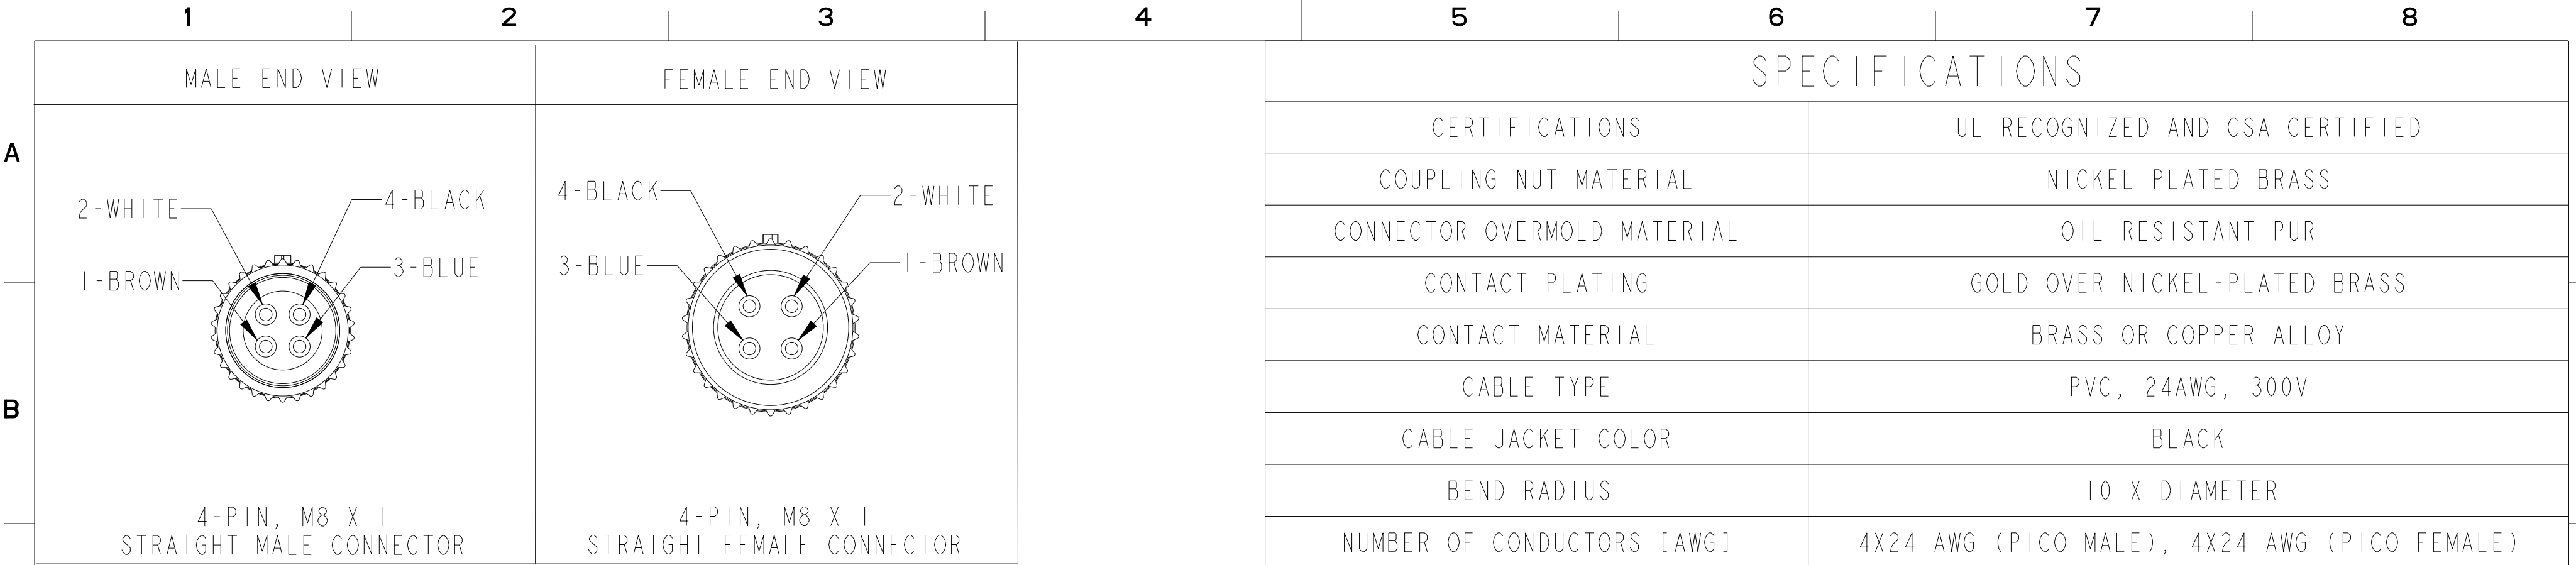 1 2 3 4 5 6 7 8
MALE END VIEW
FEMALE END VIEW
A
2-WHITE
4-BLACK
1-BROWN
3-BLUE
4-BLACK
2-WHITE
3-BLUE
1-BROWN
B
4-PIN, M8 X 1
STRAIGHT MALE CONNECTOR
4-PIN, M8 X 1
STRAIGHT FEMALE CONNECTOR
SPECIFICATIONS
CERTIFICATIONS UL RECOGNIZED AND CSA CERTIFIED
COUPLING NUT MATERIAL NICKEL PLATED BRASS
CONNECTOR OVERMOLD MATERIAL OIL RESISTANT PUR
CONTACT PLATING GOLD OVER NICKEL-PLATED BRASS
CONTACT MATERIAL BRASS OR COPPER ALLOY
CABLE TYPE PVC, 24AWG, 300V
CABLE JACKET COLOR BLACK
BEND RADIUS 10 X DIAMETER
NUMBER OF CONDUCTORS [AWG] 4X24 AWG (PICO MALE), 4X24 AWG (PICO FEMALE)